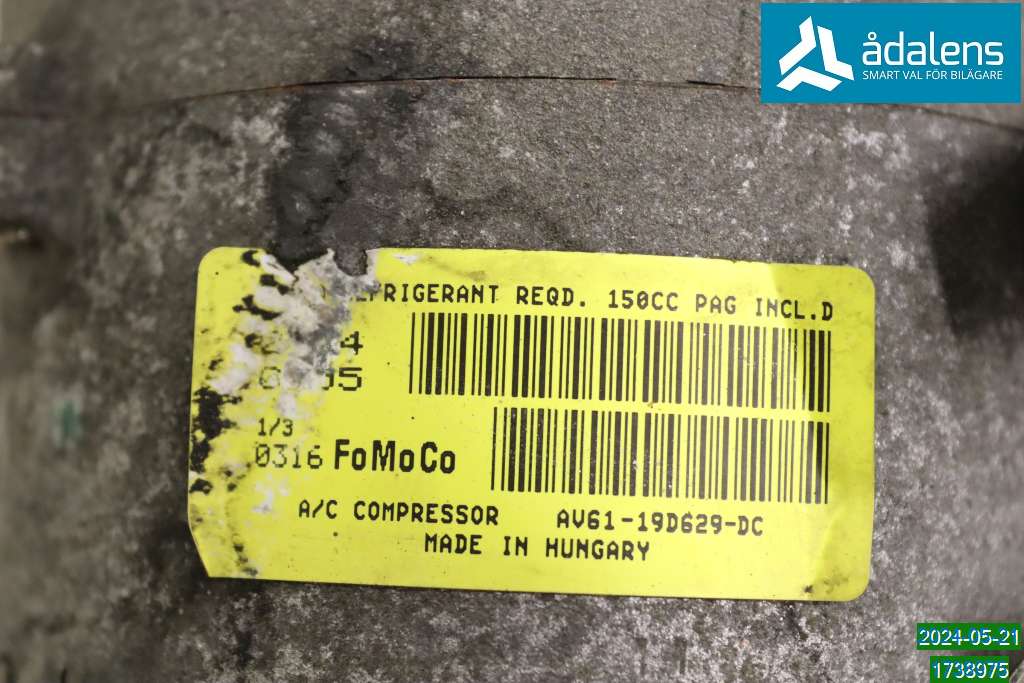 ådalens
SMART VAL FÖR BILÄGARE
REFRIGERANT REQD. 150CC PAG INCL.D
1/3
0316 FoMoCo
A/C COMPRESSOR AV61-19D629-DC
MADE IN HUNGARY
2024-05-21
1738975